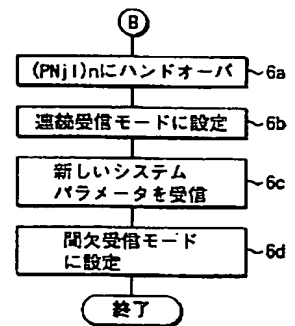 B
(PNjl)nにハンドオーバ
6a
連続受信モードに設定
6b
新しいシステム
パラメータを受信
6c
間欠受信モード
に設定
6d
終了